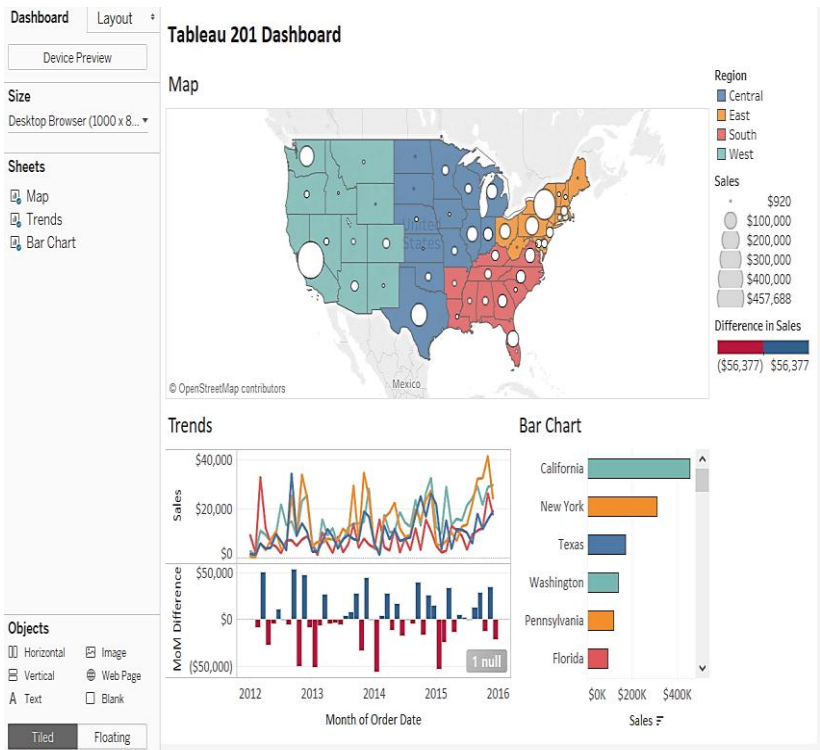 Dashboard Layout
Device Preview
Size
Desktop Browser (1000 x 8...
Sheets
Map
Trends
Bar Chart
Objects
Horizontal Image
Vertical Web Page
A Text Blank
Tiled Floating
Tableau 201 Dashboard
Map
United
States
Mexico
© OpenStreetMap contributors
Region
Central
East
South
West
Sales
$920
$100,000
$200,000
$300,000
$400,000
$457,688
Difference in Sales
($56,377) $56,377
Trends
Sales
$40,000
$20,000
$0
MoM Difference
$50,000
$0
($50,000)
1 null
2012 2013 2014 2015 2016
Month of Order Date
Bar Chart
California
New York
Texas
Washington
Pennsylvania
Florida
$0K $200K $400K
Sales